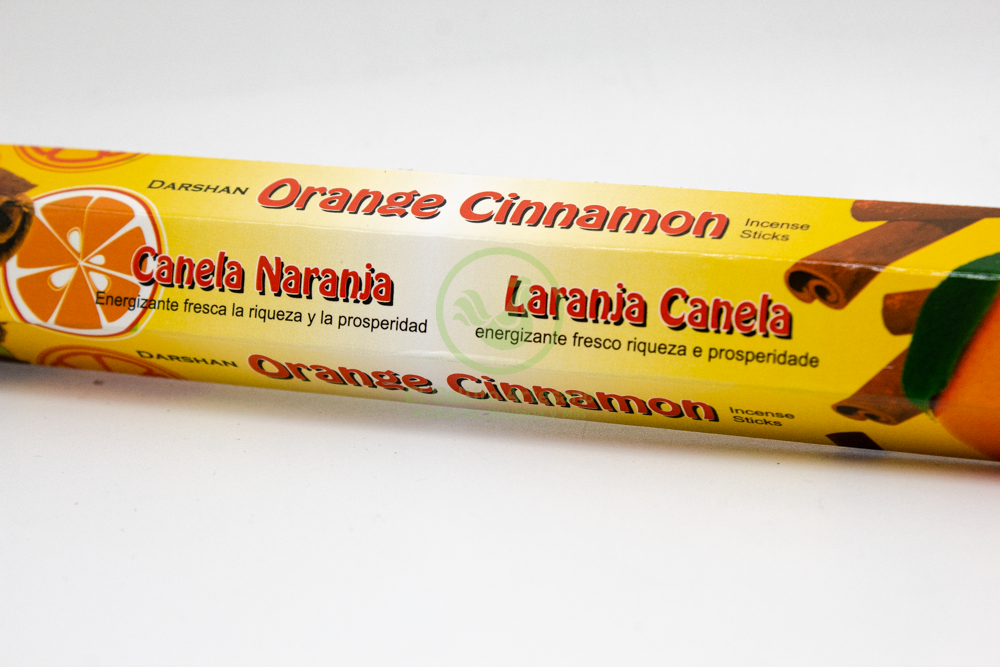 DARSHAN Orange Cinnamon Incense Sticks
Canela Naranja
Energizante fresca la riqueza y la prosperidad
Laranja Canela
energizante fresco riqueza e prosperidade
DARSHAN Orange Cinnamon Incense Sticks